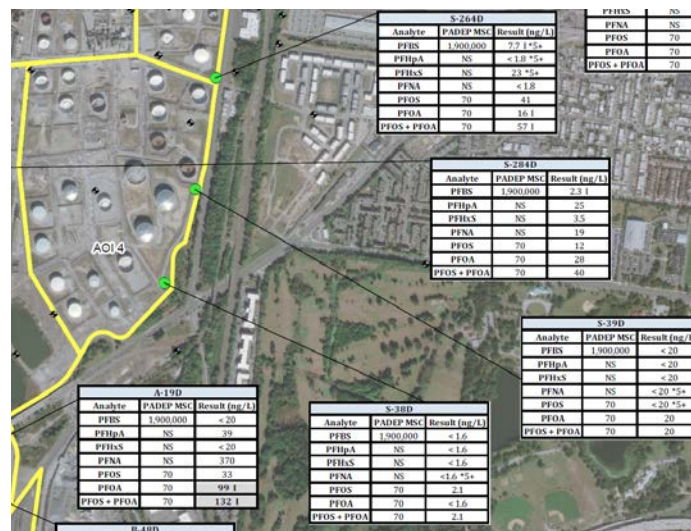 PFHxS NS
PFNA NS
PFOS 70
PFOA 70
PFOS + PFOA 70
S-264D
Analyte PADEP MSC Result (ng/L)
PFBS 1,900,000 7.7 I *5+
PFHpA NS <1.8 *5+
PFHxS NS 23 *5+
PFNA NS <1.8
PFOS 70 41
PFOA 70 16 I
PFOS + PFOA 70 57 I
S-284D
Analyte PADEP MSC Result (ng/L)
PFBS 1,900,000 2.3 I
PFHpA NS 25
PFHxS NS 3.5
PFNA NS 19
PFOS 70 12
PFOA 70 28
PFOS + PFOA 70 40
AOI 4
S-39D
Analyte PADEP MSC Result (ng/L)
PFBS 1,900,000 <20
PFHpA NS <20
PFHxS NS <20
PFNA NS <20 *5+
PFOS 70 <20 *5+
PFOA 70 20
PFOS + PFOA 70 20
A-19D
Analyte PADEP MSC Result (ng/L)
PFBS 1,900,000 <20
PFHpA NS 39
PFHxS NS <20
PFNA NS 370
PFOS 70 33
PFOA 70 99 I
PFOS + PFOA 70 132 I
S-38D
Analyte PADEP MSC Result (ng/L)
PFBS 1,900,000 <1.6
PFHpA NS <1.6
PFHxS NS <1.6
PFNA NS <1.6 *5+
PFOS 70 2.1
PFOA 70 <1.6
PFOS + PFOA 70 2.1
B-48D